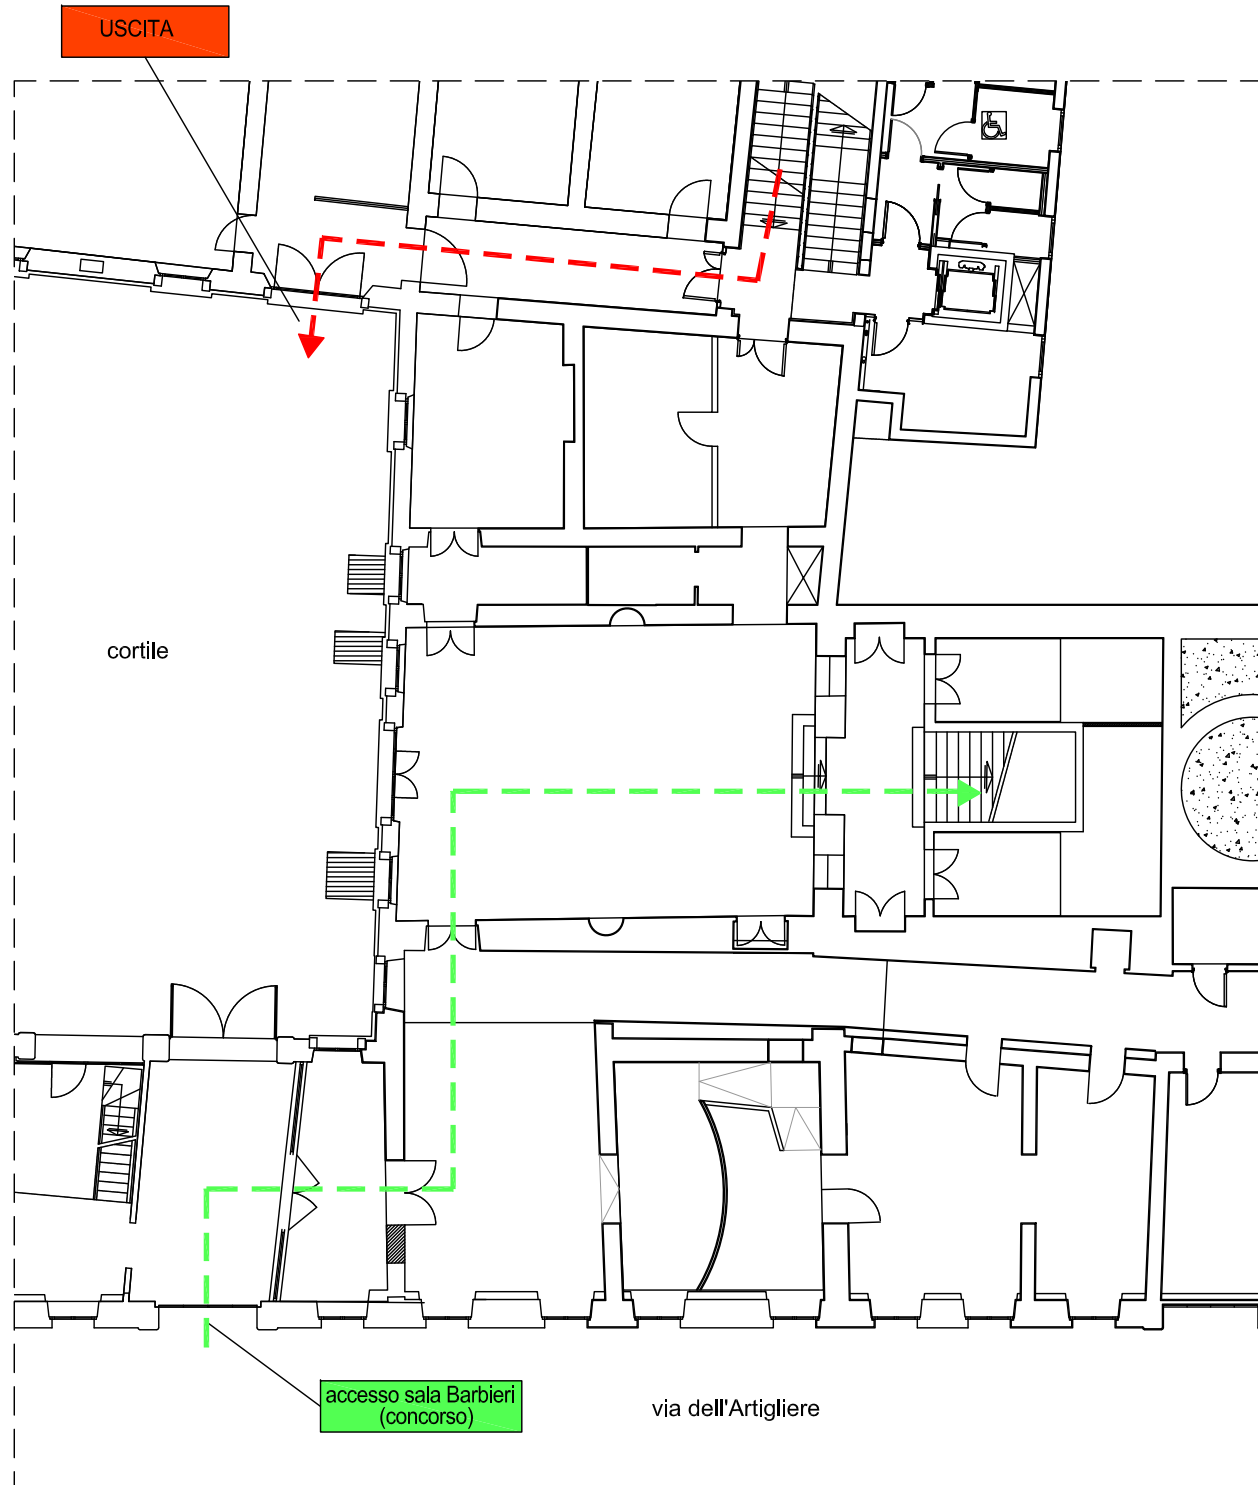 USCITA
cortile
accesso sala Barbieri
(concorso)
via dell'Artigliere